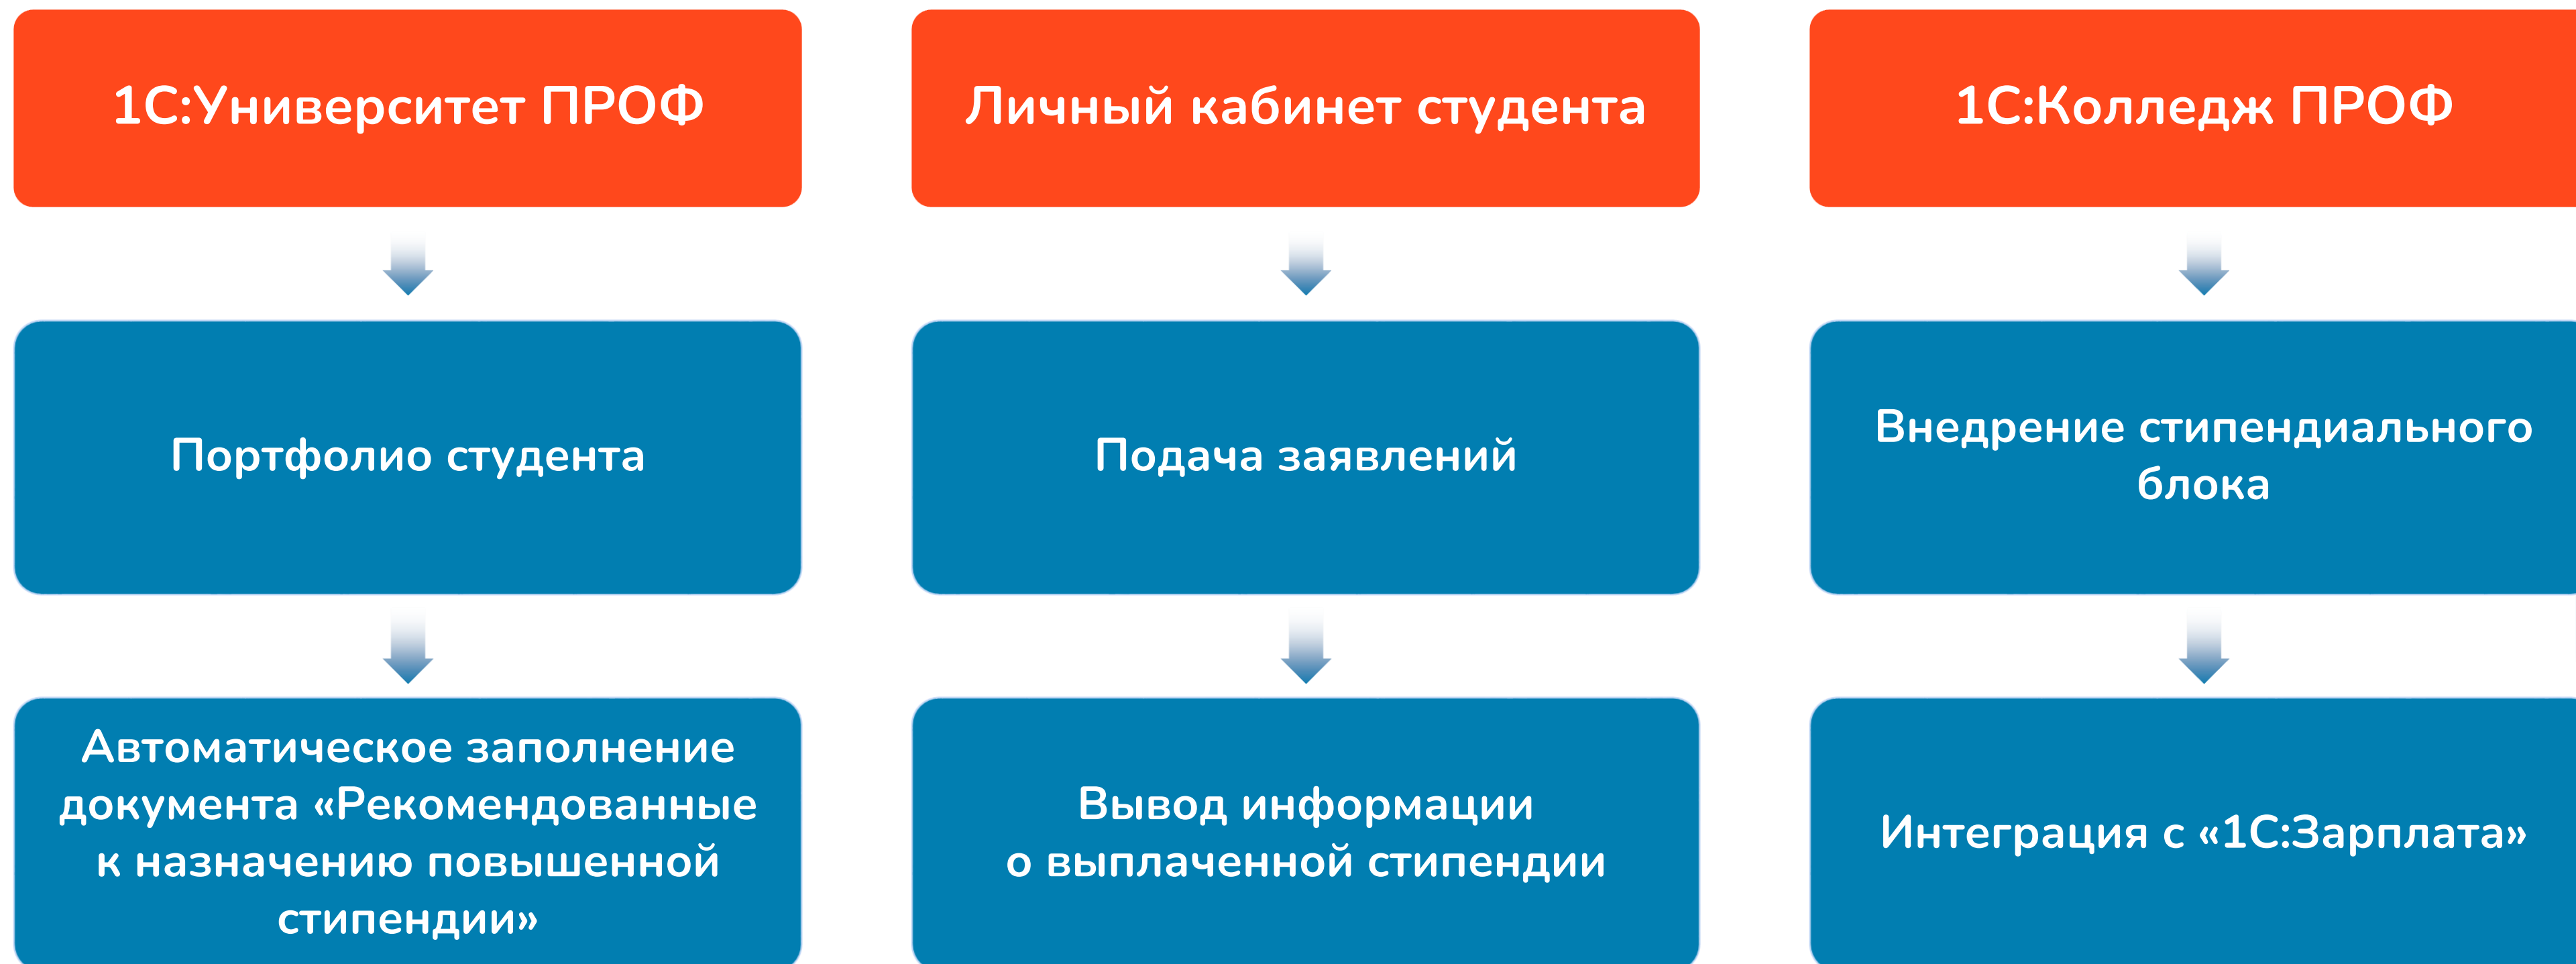 1С:Университет ПРОФ
Личный кабинет студента
1С:Колледж ПРОФ
Портфолио студента
Подача заявлений
Внедрение стипендиального
блока
Автоматическое заполнение
документа «Рекомендованные
к назначению повышенной
стипендии»
Вывод информации
о выплаченной стипендии
Интеграция с «1С:Зарплата»